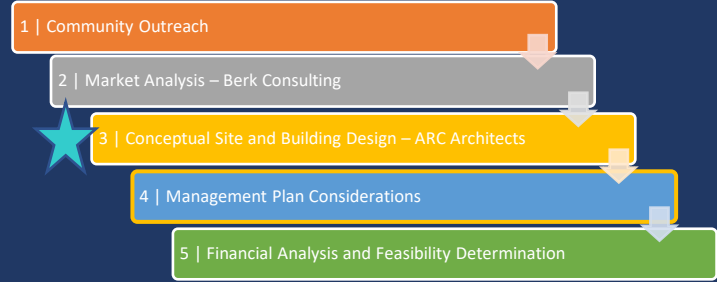 1 | Community Outreach
2 | Market Analysis – Berk Consulting
3 | Conceptual Site and Building Design – ARC Architects
4 | Management Plan Considerations
5 | Financial Analysis and Feasibility Determination